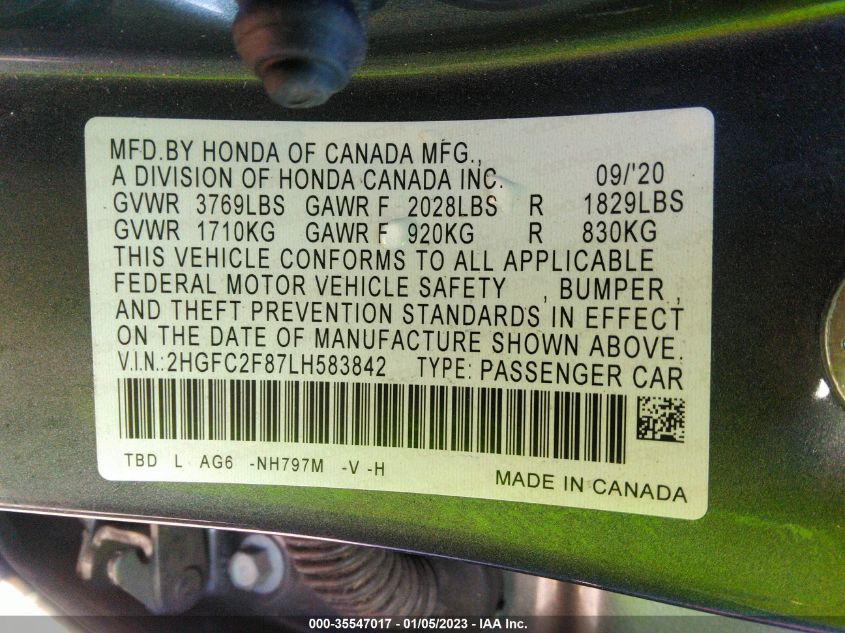 MFD.BY HONDA OF CANADA MFG.,
A DIVISION OF HONDA CANADA INC. 09/'20
GVWR 3769LBS GAWR F 2028LBS R 1829LBS
GVWR 1710KG GAWR F 920KG R 830KG
THIS VEHICLE CONFORMS TO ALL APPLICABLE
FEDERAL MOTOR VEHICLE SAFETY , BUMPER ,
AND THEFT PREVENTION STANDARDS IN EFFECT
ON THE DATE OF MANUFACTURE SHOWN ABOVE.
V.I.N.:2HGFC2F87LH583842 TYPE: PASSENGER CAR
TBD L AG6 -NH797M -V -H
MADE IN CANADA
000-35547017 — 01/05/2023 — IAA Inc.